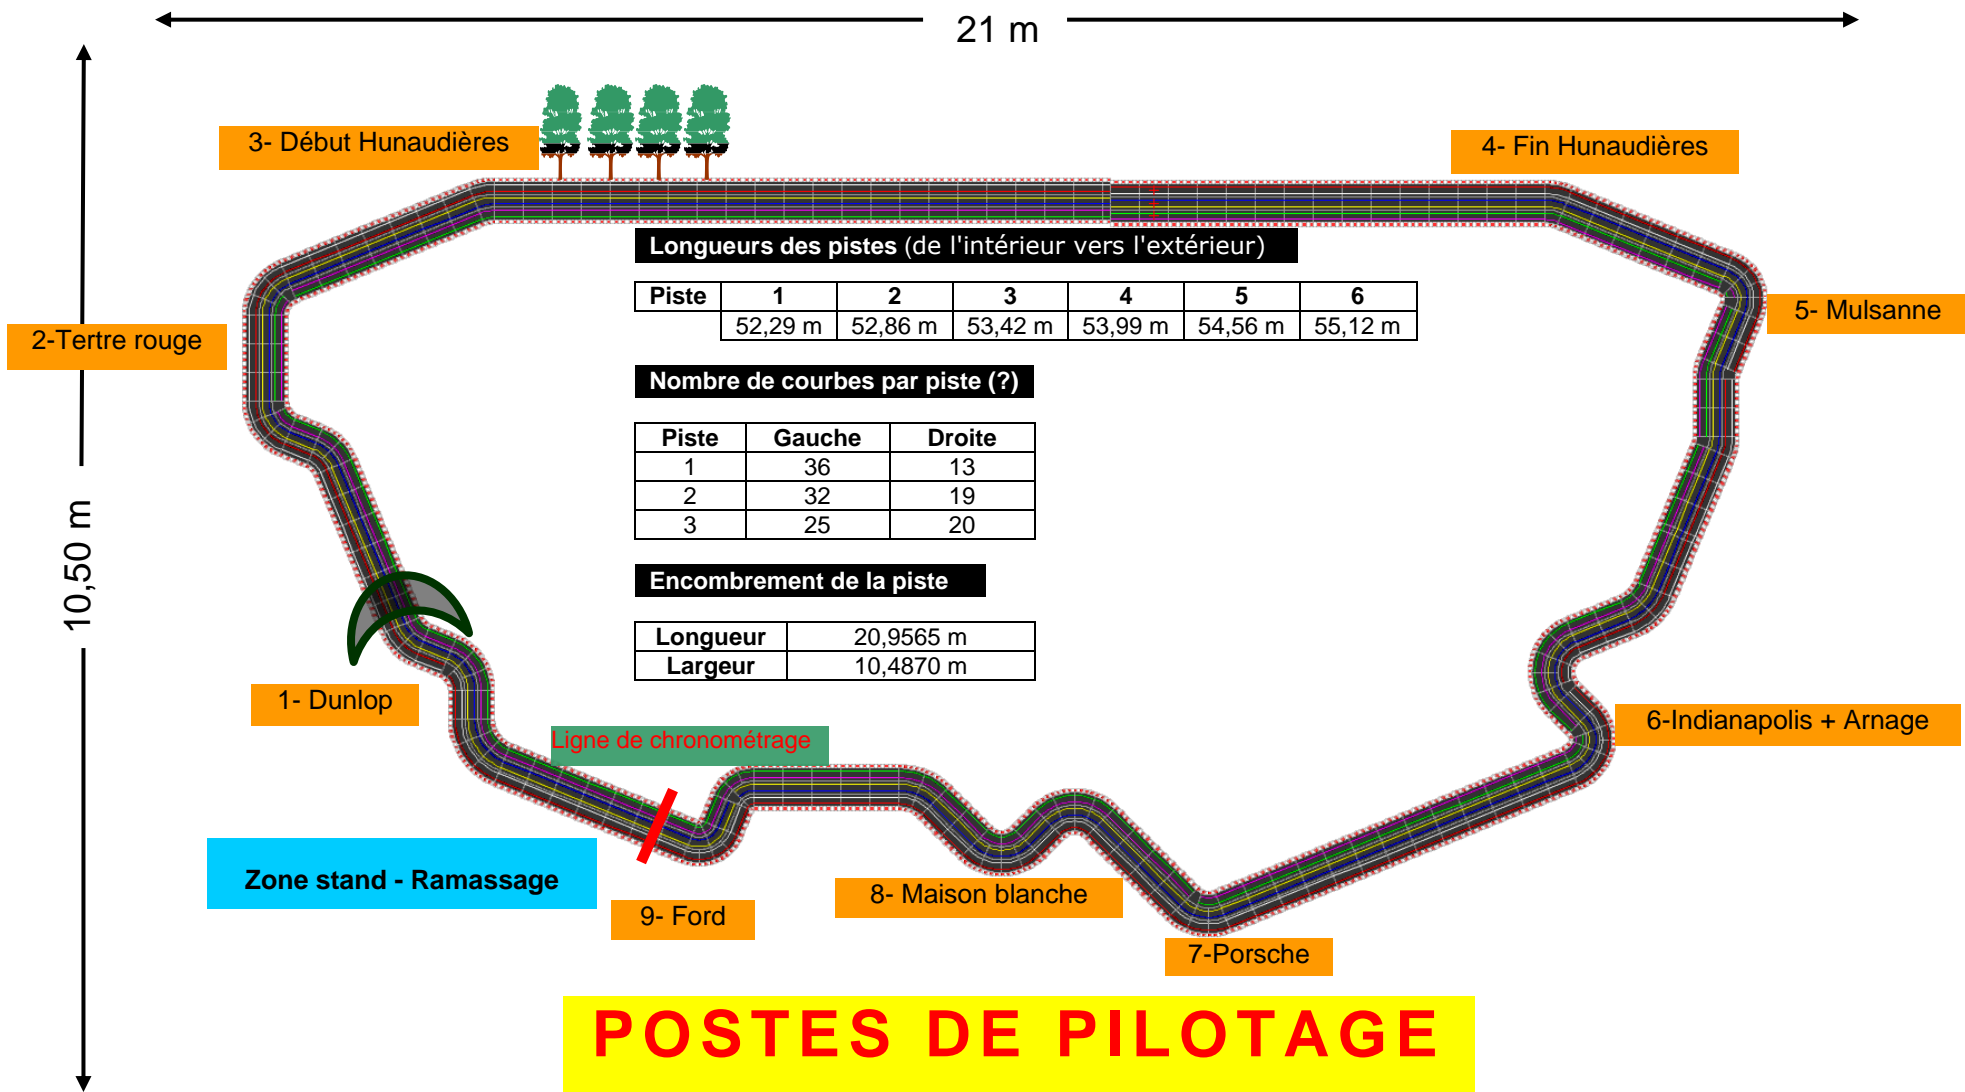 21 m
3- Début Hunaudières
4- Fin Hunaudières
Longueurs des pistes (de l'intérieur vers l'extérieur)
Piste 1 2 3 4 5 6
52,29 m 52,86 m 53,42 m 53,99 m 54,56 m 55,12 m
2-Tertre rouge
5- Mulsanne
Nombre de courbes par piste (?)
Piste Gauche Droite
1 36 13
2 32 19
3 25 20
10,50 m
Encombrement de la piste
Longueur 20,9565 m
Largeur 10,4870 m
1- Dunlop
6-Indianapolis + Arnage
Ligne de chronométrage
Zone stand - Ramassage
8- Maison blanche
9- Ford
7-Porsche
POSTES DE PILOTAGE